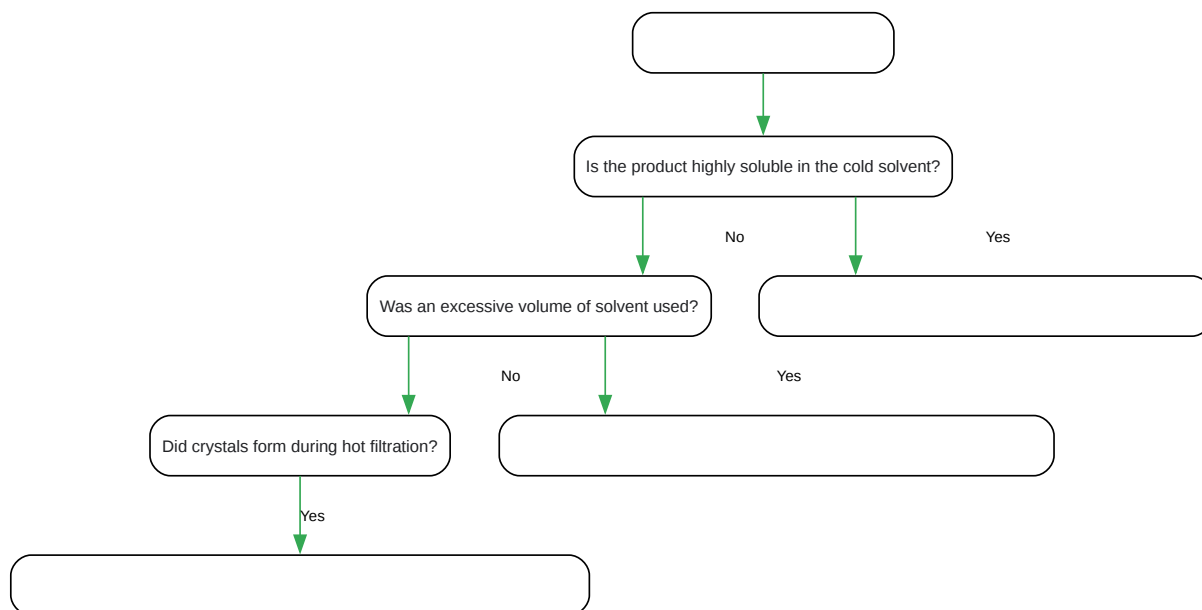 Is the product highly soluble in the cold solvent?
No
Yes
Was an excessive volume of solvent used?
No
Yes
Did crystals form during hot filtration?
Yes